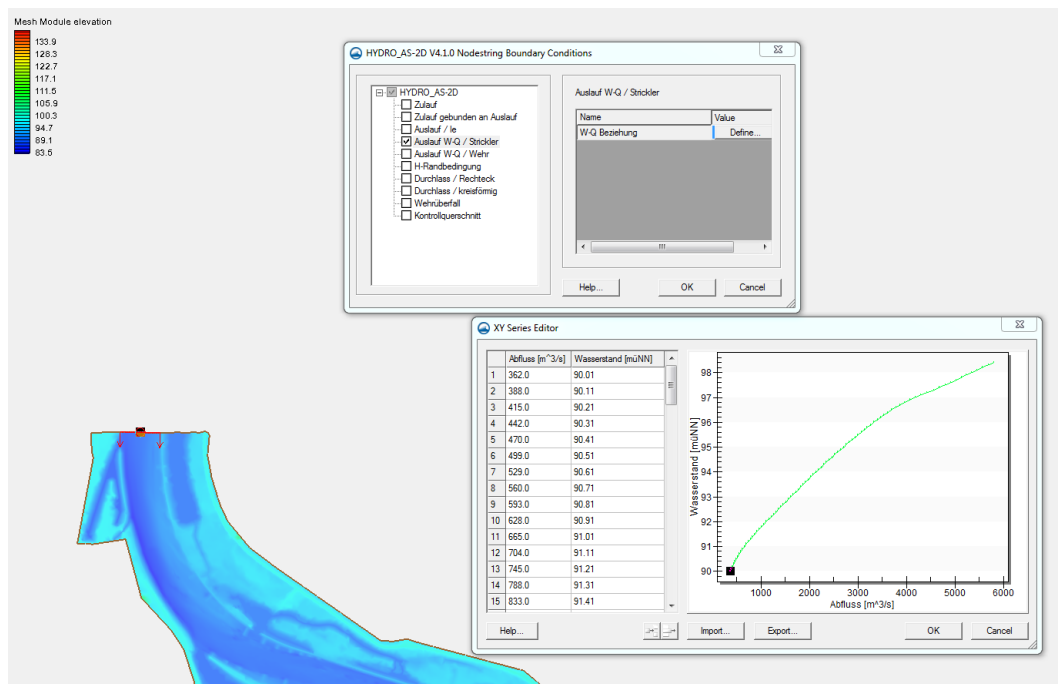 Mesh Module elevation
133.9
128.3
122.7
117.1
111.5
105.9
100.3
94.7
89.1
83.5
HYDRO_AS-2D V4.1.0 Nodestring Boundary Conditions
HYDRO_AS-2D
Zulauf
Zulauf gebunden an Auslauf
Auslauf / Ie
Auslauf W-Q / Strickler
Auslauf W-Q / Wehr
H-Randbedingung
Durchlass / Rechteck
Durchlass / kreisförmig
Wehrüberfall
Kontrollquerschnitt
Auslauf W-Q / Strickler
Name Value
W-Q Beziehung Define...
Help... OK Cancel
XY Series Editor
Abfluss [m^3/s] Wasserstand [müNN]
1 362.0 90.01
2 388.0 90.11
3 415.0 90.21
4 442.0 90.31
5 470.0 90.41
6 499.0 90.51
7 529.0 90.61
8 560.0 90.71
9 593.0 90.81
10 628.0 90.91
11 665.0 91.01
12 704.0 91.11
13 745.0 91.21
14 788.0 91.31
15 833.0 91.41
Wasserstand [müNN]
98
97
96
95
94
93
92
91
90
1000 2000 3000 4000 5000 6000
Abfluss [m^3/s]
Help... Import... Export... OK Cancel